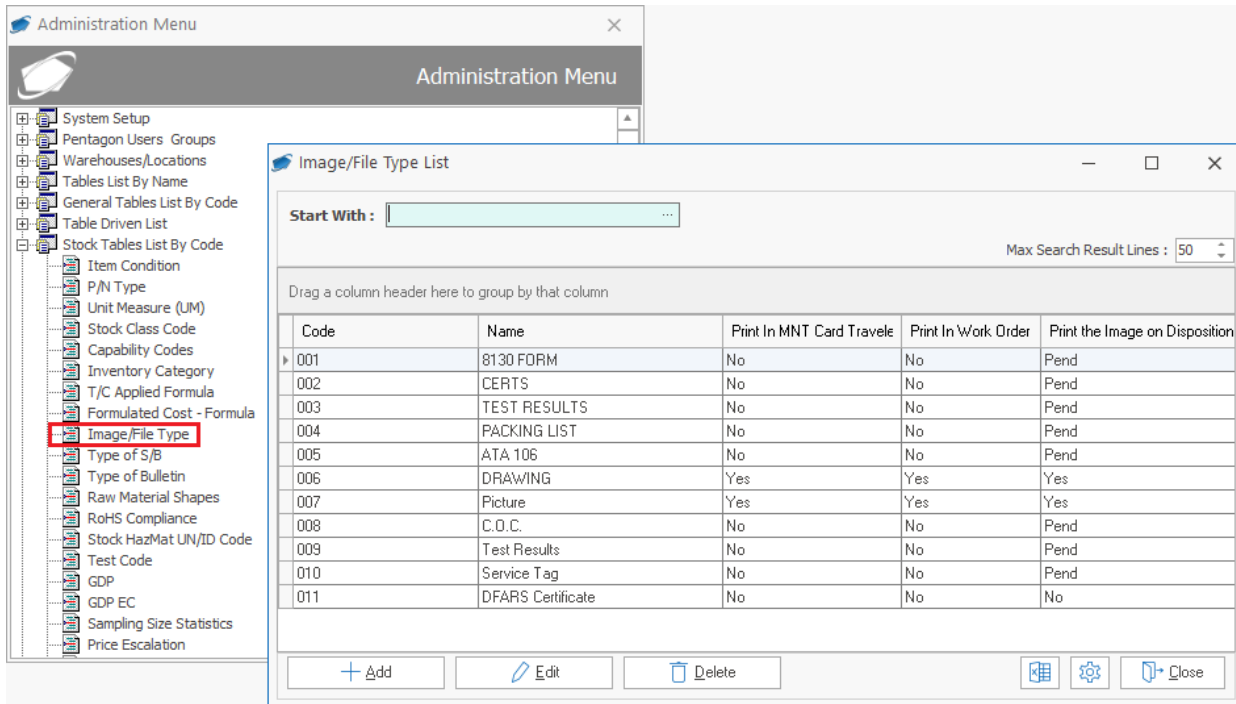 Administration Menu
Administration Menu
System Setup
Pentagon Users Groups
Warehouses/Locations
Tables List By Name
General Tables List By Code
Table Driven List
Stock Tables List By Code
Item Condition
P/N Type
Unit Measure (UM)
Stock Class Code
Capability Codes
Inventory Category
T/C Applied Formula
Formulated Cost - Formula
Image/File Type
Type of S/B
Type of Bulletin
Raw Material Shapes
RoHS Compliance
Stock HazMat UN/ID Code
Test Code
GDP
GDP EC
Sampling Size Statistics
Price Escalation
Image/File Type List
Start With :
Max Search Result Lines : 50
Drag a column header here to group by that column
Code Name Print In MNT Card Travele Print In Work Order Print the Image on Disposition
001 8130 FORM No No Pend
002 CERTS No No Pend
003 TEST RESULTS No No Pend
004 PACKING LIST No No Pend
005 ATA 106 No No Pend
006 DRAWING Yes Yes Yes
007 Picture Yes Yes Yes
008 C.O.C. No No Pend
009 Test Results No No Pend
010 Service Tag No No Pend
011 DFARS Certificate No No No
Add Edit Delete Close